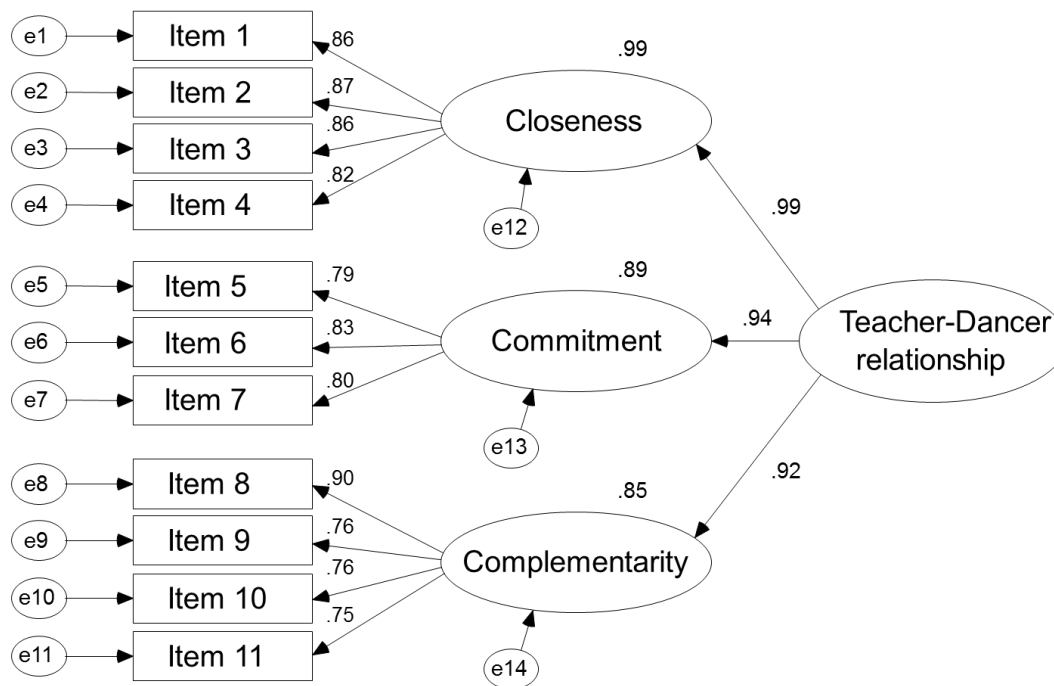 e1
Item 1
.86
.99
e2
Item 2
.87
Closeness
e3
Item 3
.86
e4
Item 4
.82
e12
.99
e5
Item 5
.79
.89
e6
Item 6
.83
Commitment
.94
Teacher-Dancer
relationship
e7
Item 7
.80
e13
e8
Item 8
.90
.85
.92
e9
Item 9
.76
Complementarity
e10
Item 10
.76
e11
Item 11
.75
e14